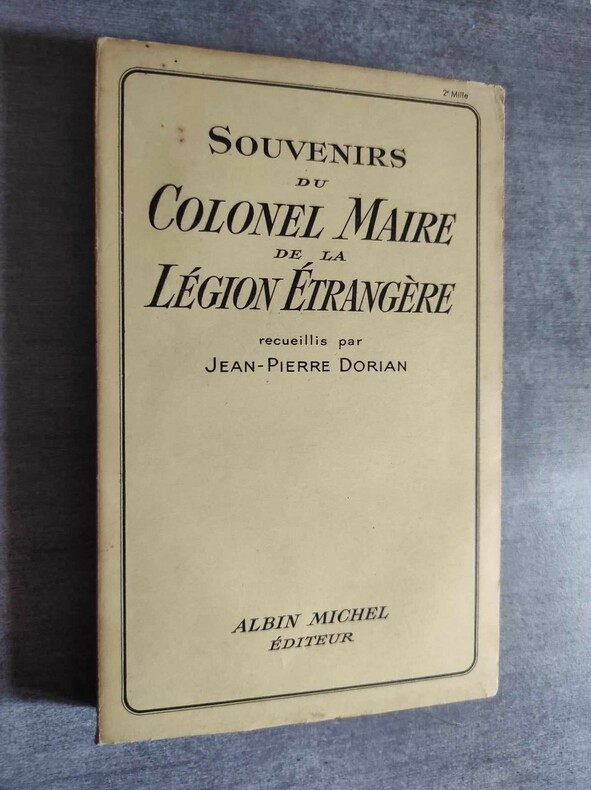 2e Mille
SOUVENIRS
DU
COLONEL MAIRE
DE LA
LÉGION ÉTRANGÈRE
recueillis par
JEAN-PIERRE DORIAN
ALBIN MICHEL
ÉDITEUR